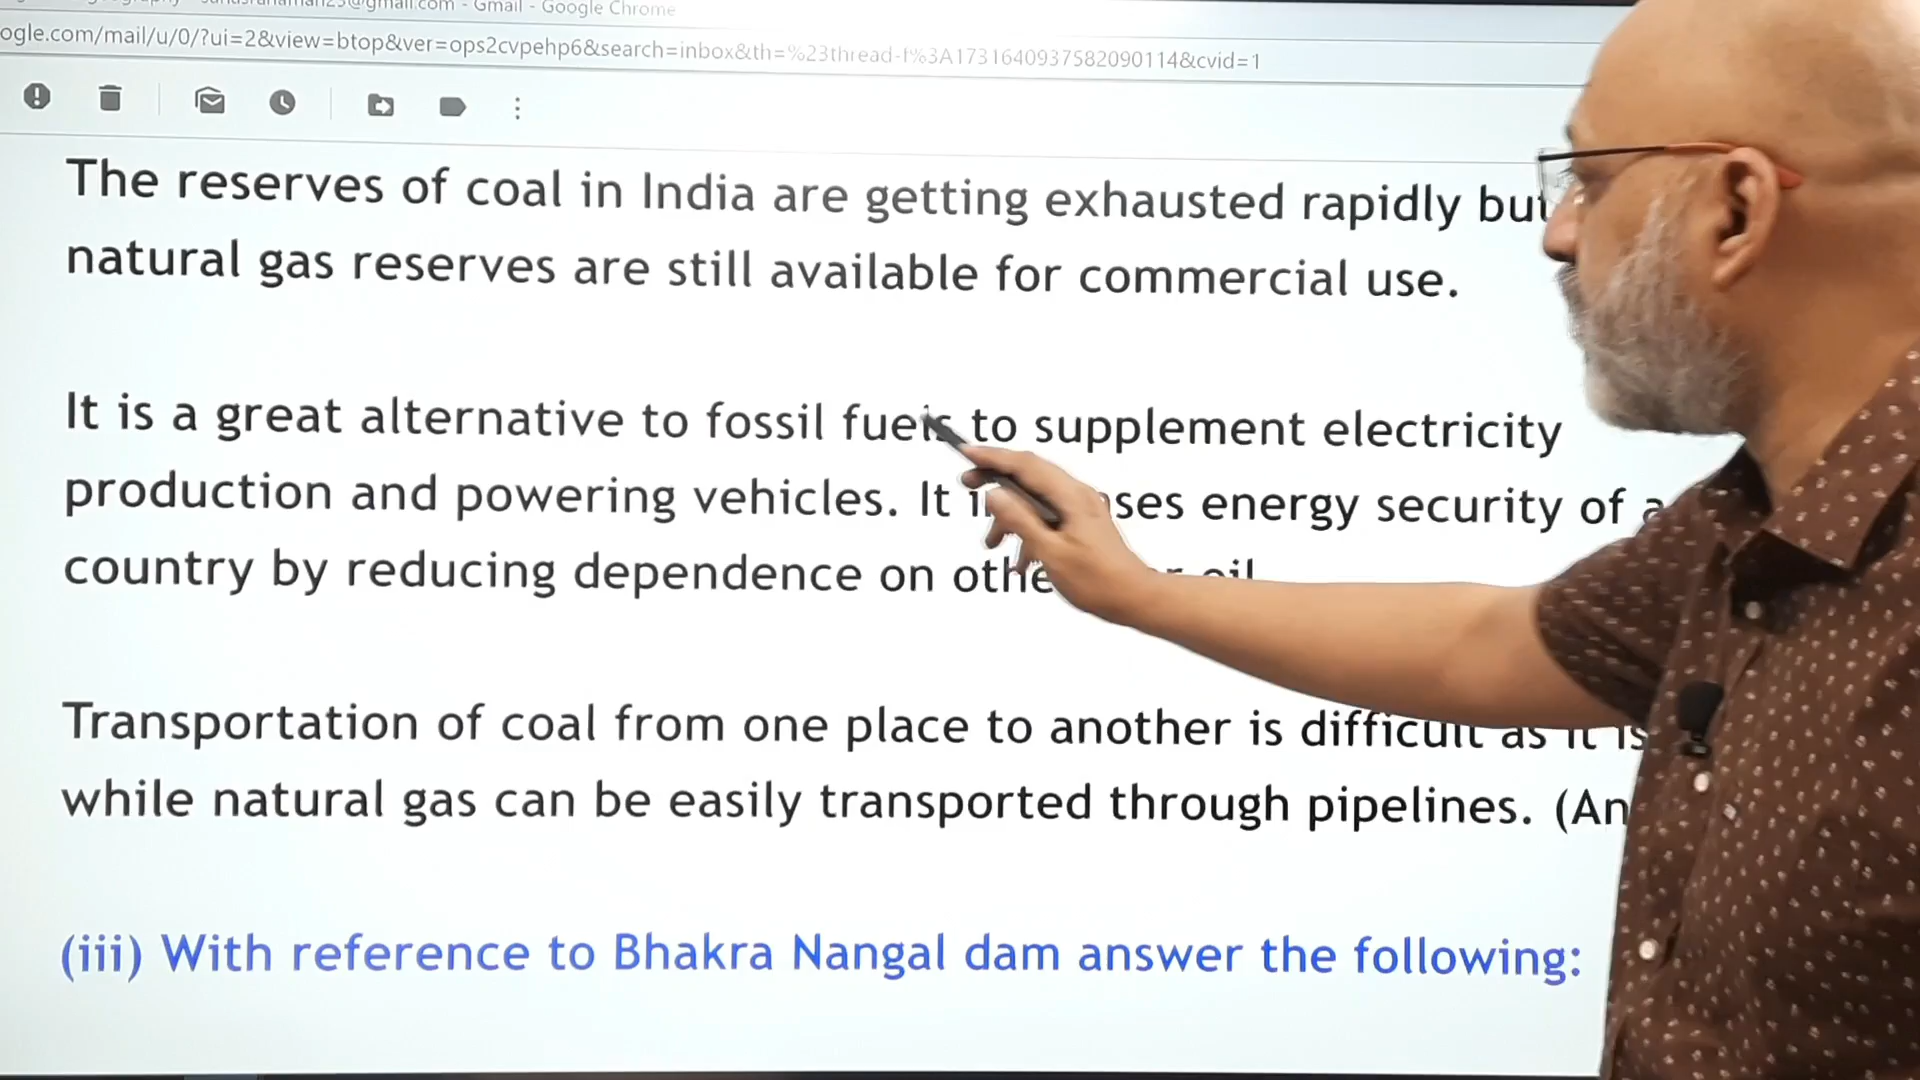 Gmail - Google Chrome
ogle.com/mail/u/0/?ui=2&view=btop&ver=ops2cvpehp6&search=inbox&th=%23thread-f%3A1731640937582090114&cvid=1
The reserves of coal in India are getting exhausted rapidly but
natural gas reserves are still available for commercial use.
It is a great alternative to fossil fuels to supplement electricity
production and powering vehicles. It energy security of a
country by reducing dependence on oil
Transportation of coal from one place to another is difficult as it is
while natural gas can be easily transported through pipelines. (An
(iii) With reference to Bhakra Nangal dam answer the following: